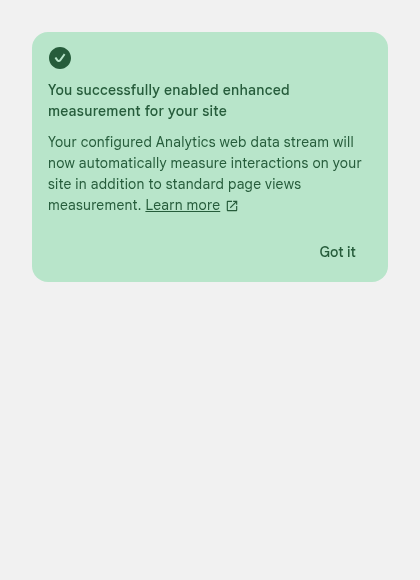 You successfully enabled enhanced
measurement for your site
Your configured Analytics web data stream will
now automatically measure interactions on your
site in addition to standard page views
measurement. Learn more
Got it